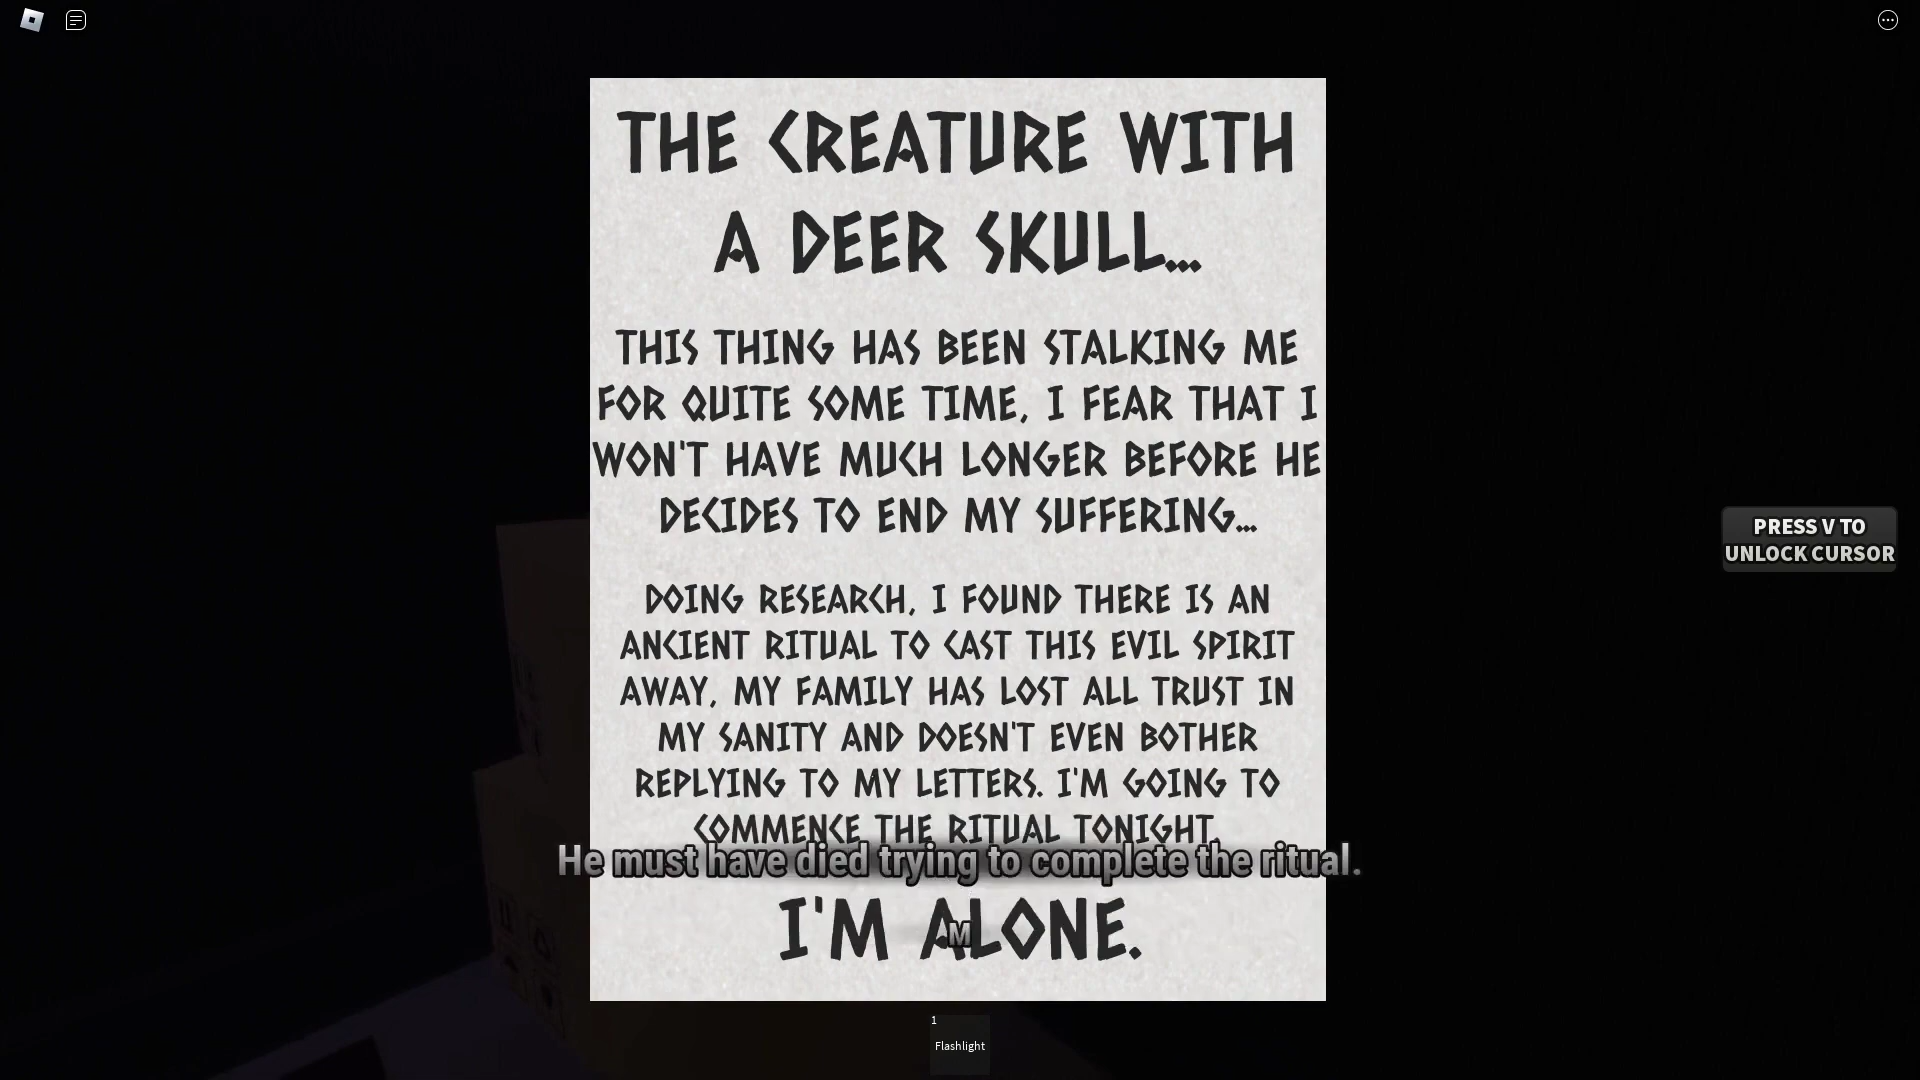 THE CREATURE WITH
A DEER SKULL...
THIS THING HAS BEEN STALKING ME
FOR QUITE SOME TIME, I FEAR THAT I
WON'T HAVE MUCH LONGER BEFORE HE
DECIDES TO END MY SUFFERING...
DOING RESEARCH, I FOUND THERE IS AN
ANCIENT RITUAL TO CAST THIS EVIL SPIRIT
AWAY, MY FAMILY HAS LOST ALL TRUST IN
MY SANITY AND DOESN'T EVEN BOTHER
REPLYING TO MY LETTERS. I'M GOING TO
COMMENCE THE RITUAL TONIGHT.
He must have died trying to complete the ritual.
I'M ALONE.
M
PRESS V TO
UNLOCK CURSOR
1
Flashlight